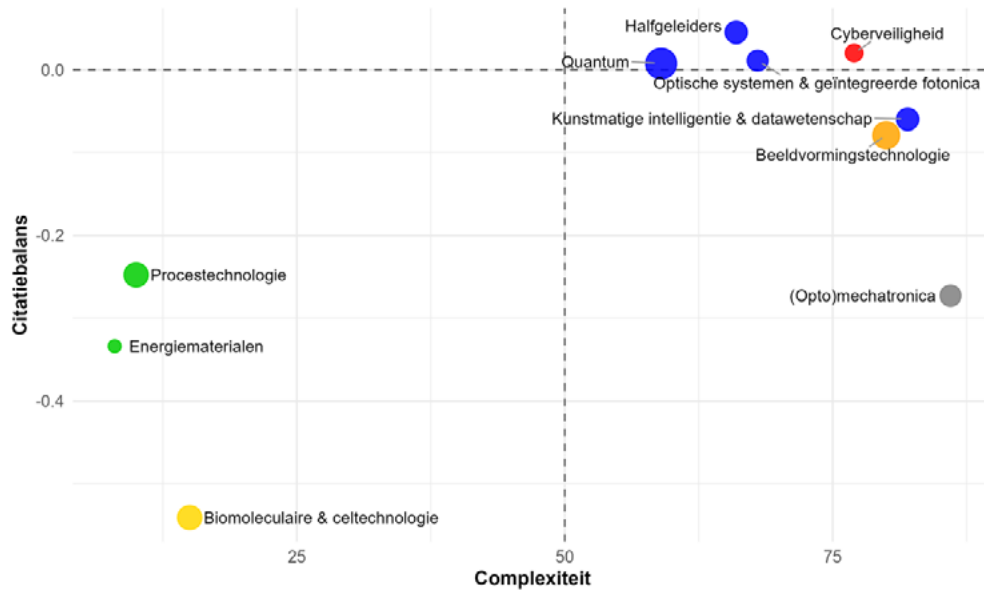 Halfgeleiders
Cyberveiligheid
Quantum
0.0
Optische systemen & geïntegreerde fotonica
Kunstmatige intelligentie & datawetenschap
Beeldvormingstechnologie
-0.2
Procestechnologie
(Opto)mechatronica
Energiematerialen
-0.4
Biomoleculaire & celtechnologie
Citatiebalans
25
50
75
Complexiteit